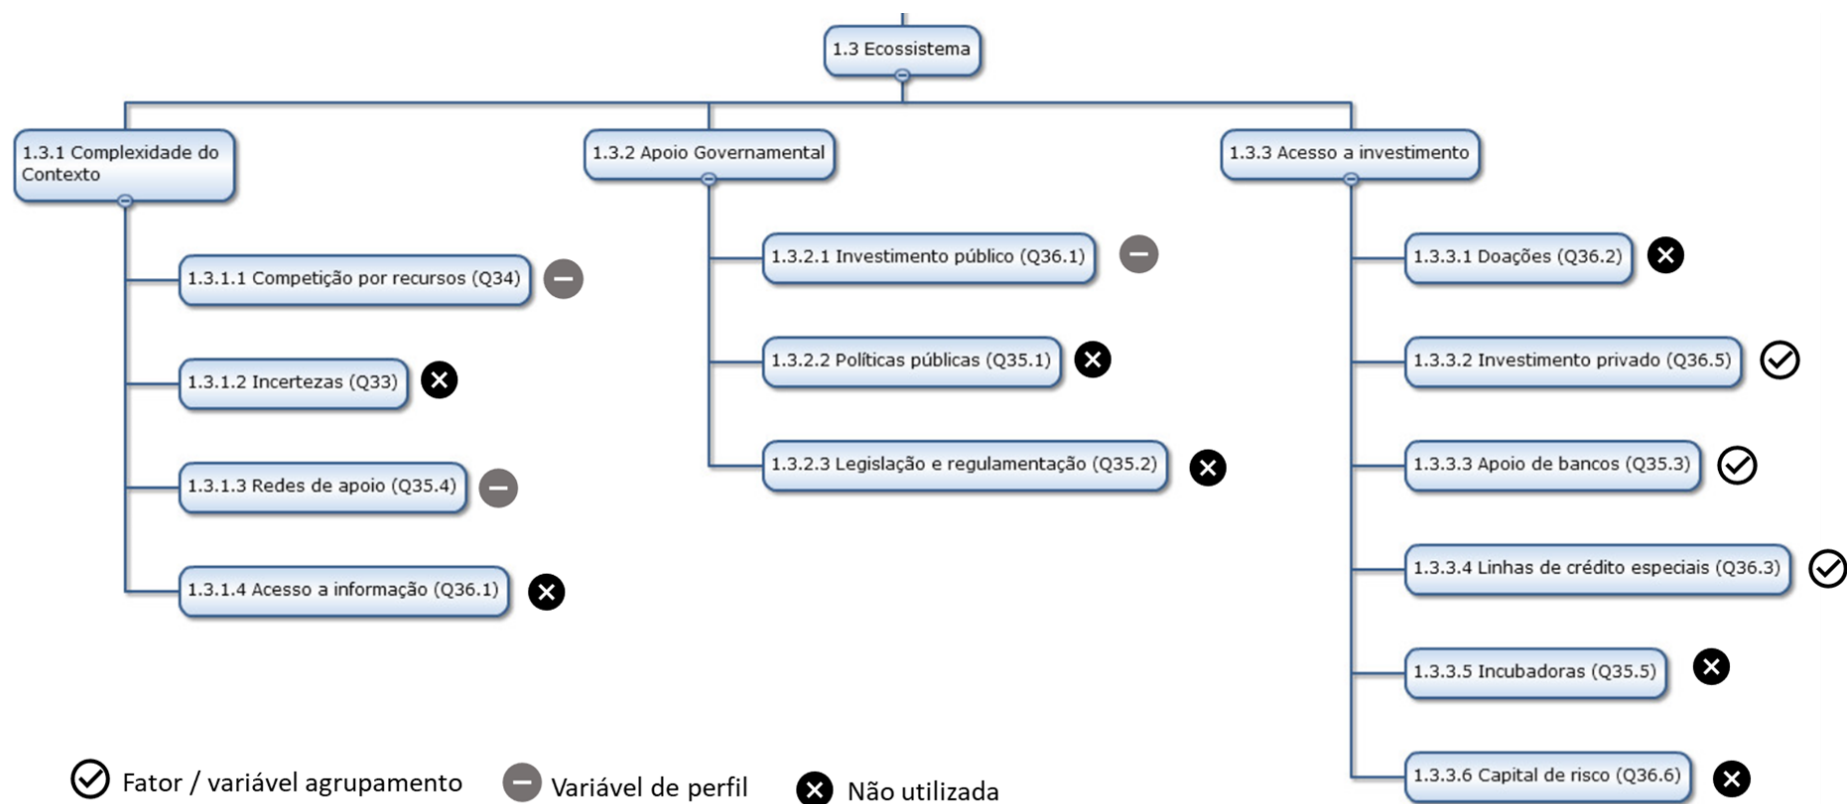 1.3 Ecossistema
1.3.1 Complexidade do
Contexto
1.3.1.1 Competição por recursos (Q34)
1.3.1.2 Incertezas (Q33)
1.3.1.3 Redes de apoio (Q35.4)
1.3.1.4 Acesso a informação (Q36.1)
1.3.2 Apoio Governamental
1.3.2.1 Investimento público (Q36.1)
1.3.2.2 Políticas públicas (Q35.1)
1.3.2.3 Legislação e regulamentação (Q35.2)
1.3.3 Acesso a investimento
1.3.3.1 Doações (Q36.2)
1.3.3.2 Investimento privado (Q36.5)
1.3.3.3 Apoio de bancos (Q35.3)
1.3.3.4 Linhas de crédito especiais (Q36.3)
1.3.3.5 Incubadoras (Q35.5)
1.3.3.6 Capital de risco (Q36.6)
Fator / variável agrupamento
Variável de perfil
Não utilizada